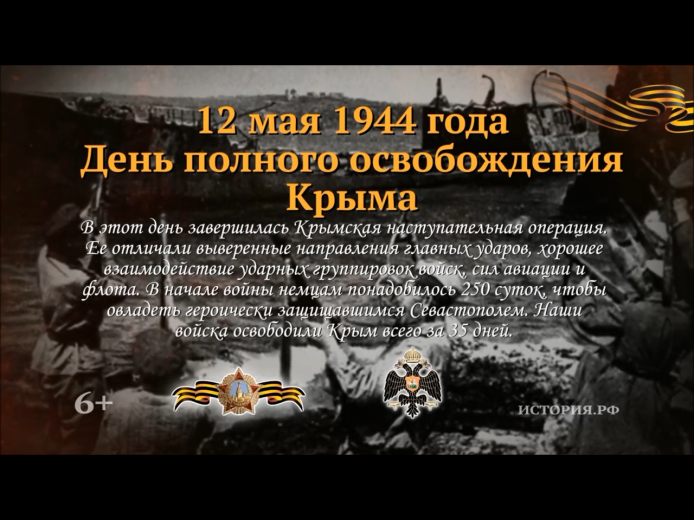 12 мая 1944 года
День полного освобождения
Крыма
В этот день завершилась Крымская наступательная операция.
Ее отличали выверенные направления главных ударов, хорошее
взаимодействие ударных группировок войск, сил авиации и
флота. В начале войны немцам понадобилось 250 суток, чтобы
овладеть героически защищавшимся Севастополем. Наши
войска освободили Крым всего за 35 дней.
6+
ИСТОРИЯ.РФ